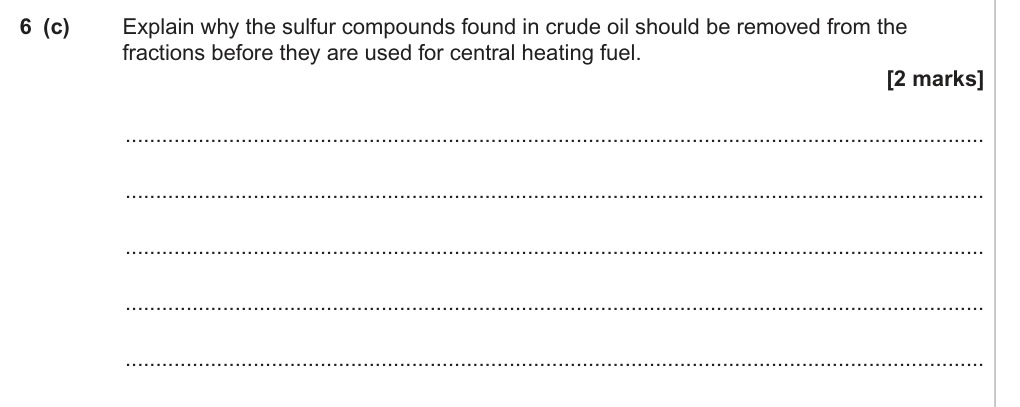 6 (c) Explain why the sulfur compounds found in crude oil should be removed from the
fractions before they are used for central heating fuel.
[2 marks]